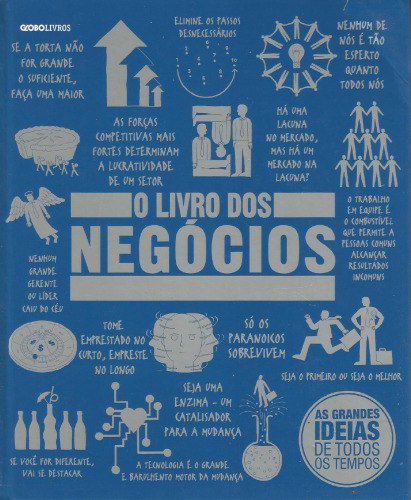 GLOBOLIVROS
SE A TORTA NÃO
FOR GRANDE
O SUFICIENTE,
FAÇA UMA MAIOR
ELIMINE OS PASSOS
DESNECESSÁRIOS
NENHUM DE
NÓS É TÃO
ESPERTO
QUANTO
TODOS NÓS
AS FORÇAS
COMPETITIVAS MAIS
FORTES DETERMINAM
A LUCRATIVIDADE
DE UM SETOR
HÁ UMA
LACUNA
NO MERCADO,
MAS HÁ UM
MERCADO NA
LACUNA?
O TRABALHO
EM EQUIPE É O
COMBUSTÍVEL
QUE PERMITE A
PESSOAS COMUNS
ALCANÇAR
RESULTADOS
INCOMUNS
O LIVRO DOS
NEGÓCIOS
NENHUM
GRANDE
GERENTE
OU LÍDER
CAIU DO CÉU
TOME
EMPRESTADO NO
CURTO, EMPRESTE
NO LONGO
SÓ OS
PARANOICOS
SOBREVIVEM
SEJA O PRIMEIRO OU SEJA O MELHOR
SEJA UMA
ENZIMA - UM
CATALISADOR
PARA A MUDANÇA
SE VOCÊ FOR DIFERENTE,
VAI SE DESTACAR
A TECNOLOGIA É O GRANDE
E BARULHENTO MOTOR DA MUDANÇA
AS GRANDES
IDEIAS
DE TODOS
OS TEMPOS